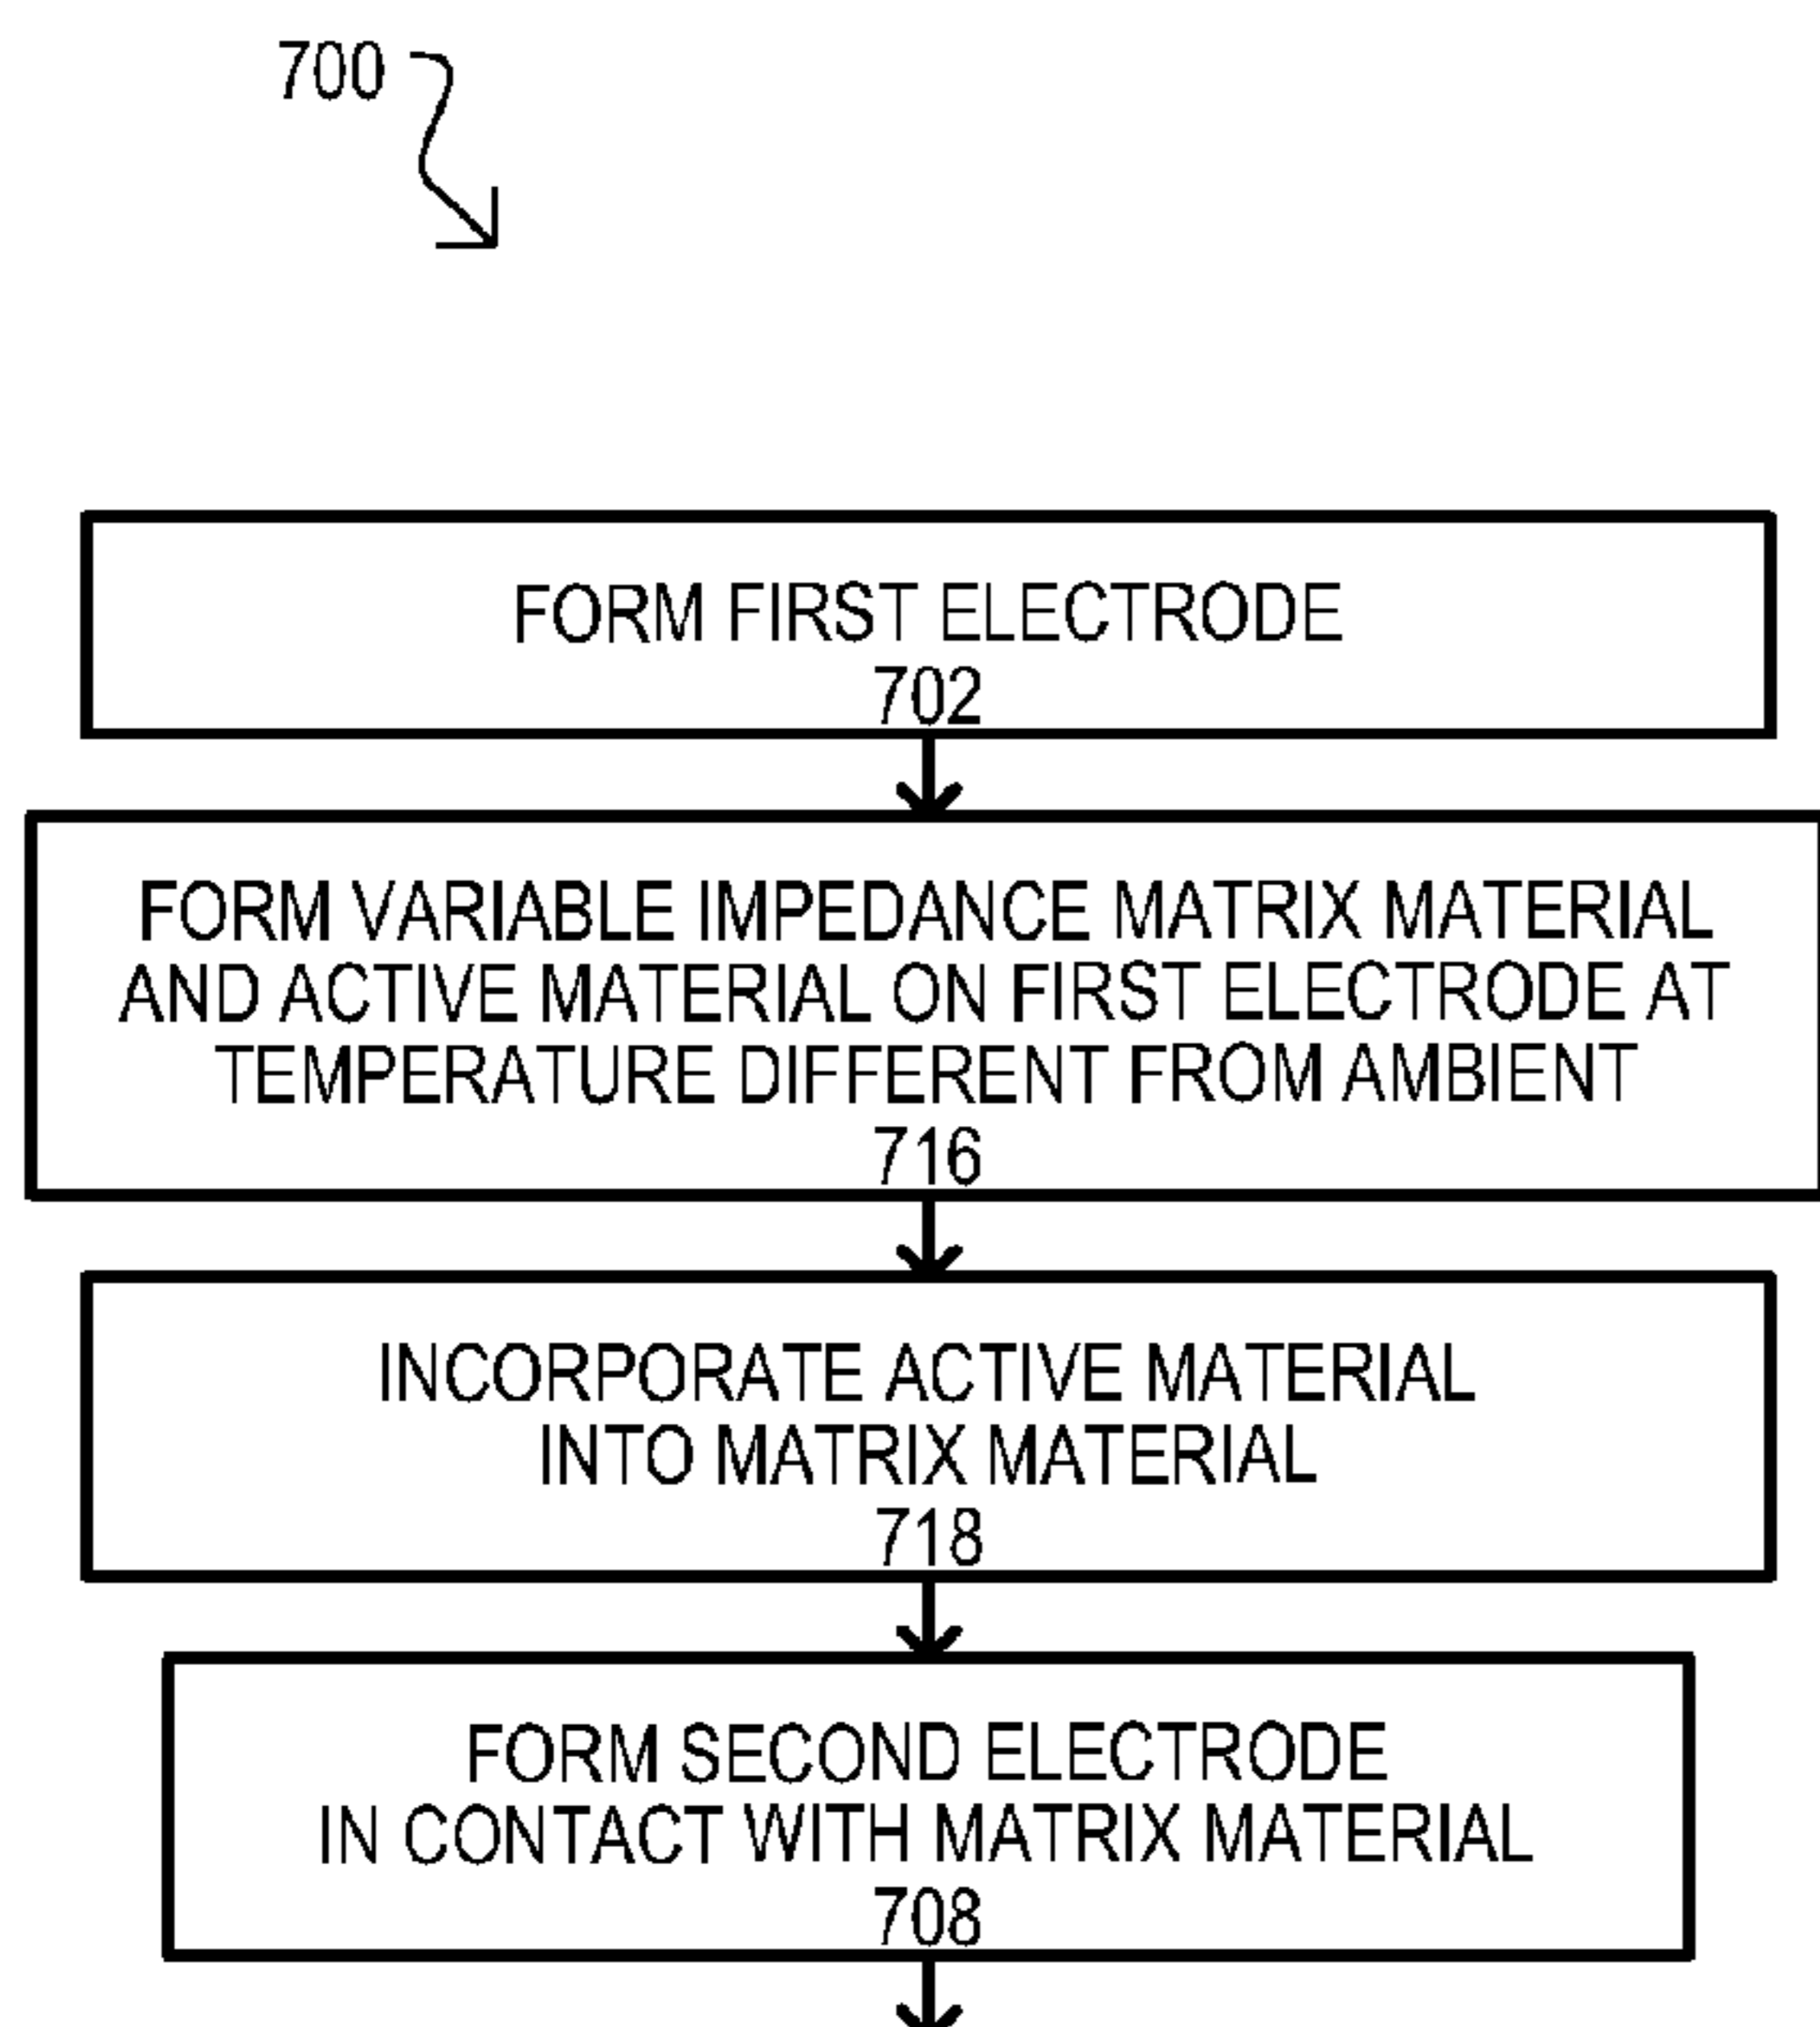 700
FORM FIRST ELECTRODE
702
FORM VARIABLE IMPEDANCE MATRIX MATERIAL
AND ACTIVE MATERIAL ON FIRST ELECTRODE AT
TEMPERATURE DIFFERENT FROM AMBIENT
716
INCORPORATE ACTIVE MATERIAL
INTO MATRIX MATERIAL
718
FORM SECOND ELECTRODE
IN CONTACT WITH MATRIX MATERIAL
708